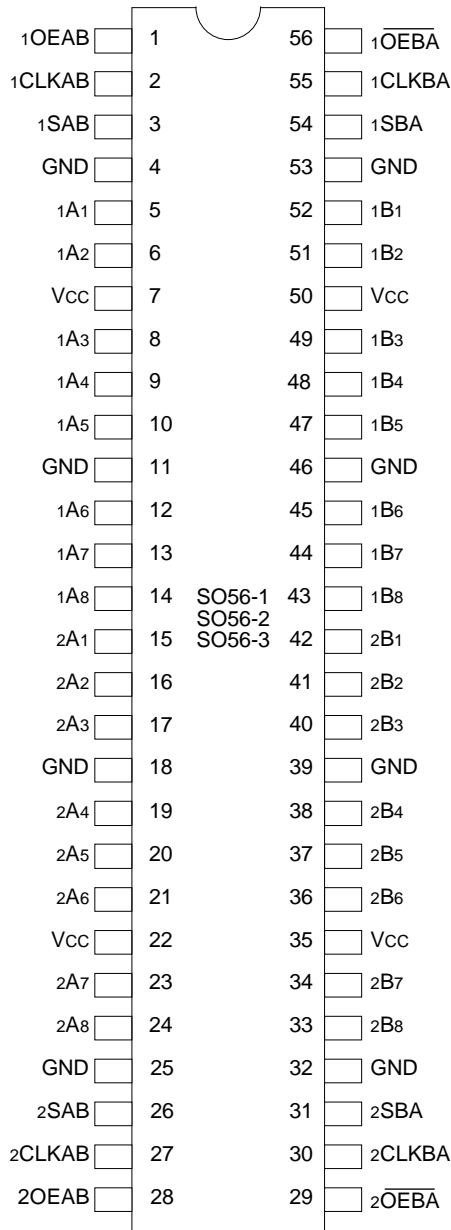 1OEAB 1 56 1OEBA
1CLKAB 2 55 1CLKBA
1SAB 3 54 1SBA
GND 4 53 GND
1A1 5 52 1B1
1A2 6 51 1B2
VCC 7 50 VCC
1A3 8 49 1B3
1A4 9 48 1B4
1A5 10 47 1B5
GND 11 46 GND
1A6 12 45 1B6
1A7 13 44 1B7
1A8 14 SO56-1 43 1B8
SO56-2
2A1 15 SO56-3 42 2B1
2A2 16 41 2B2
2A3 17 40 2B3
GND 18 39 GND
2A4 19 38 2B4
2A5 20 37 2B5
2A6 21 36 2B6
VCC 22 35 VCC
2A7 23 34 2B7
2A8 24 33 2B8
GND 25 32 GND
2SAB 26 31 2SBA
2CLKAB 27 30 2CLKBA
2OEAB 28 29 2OEBA